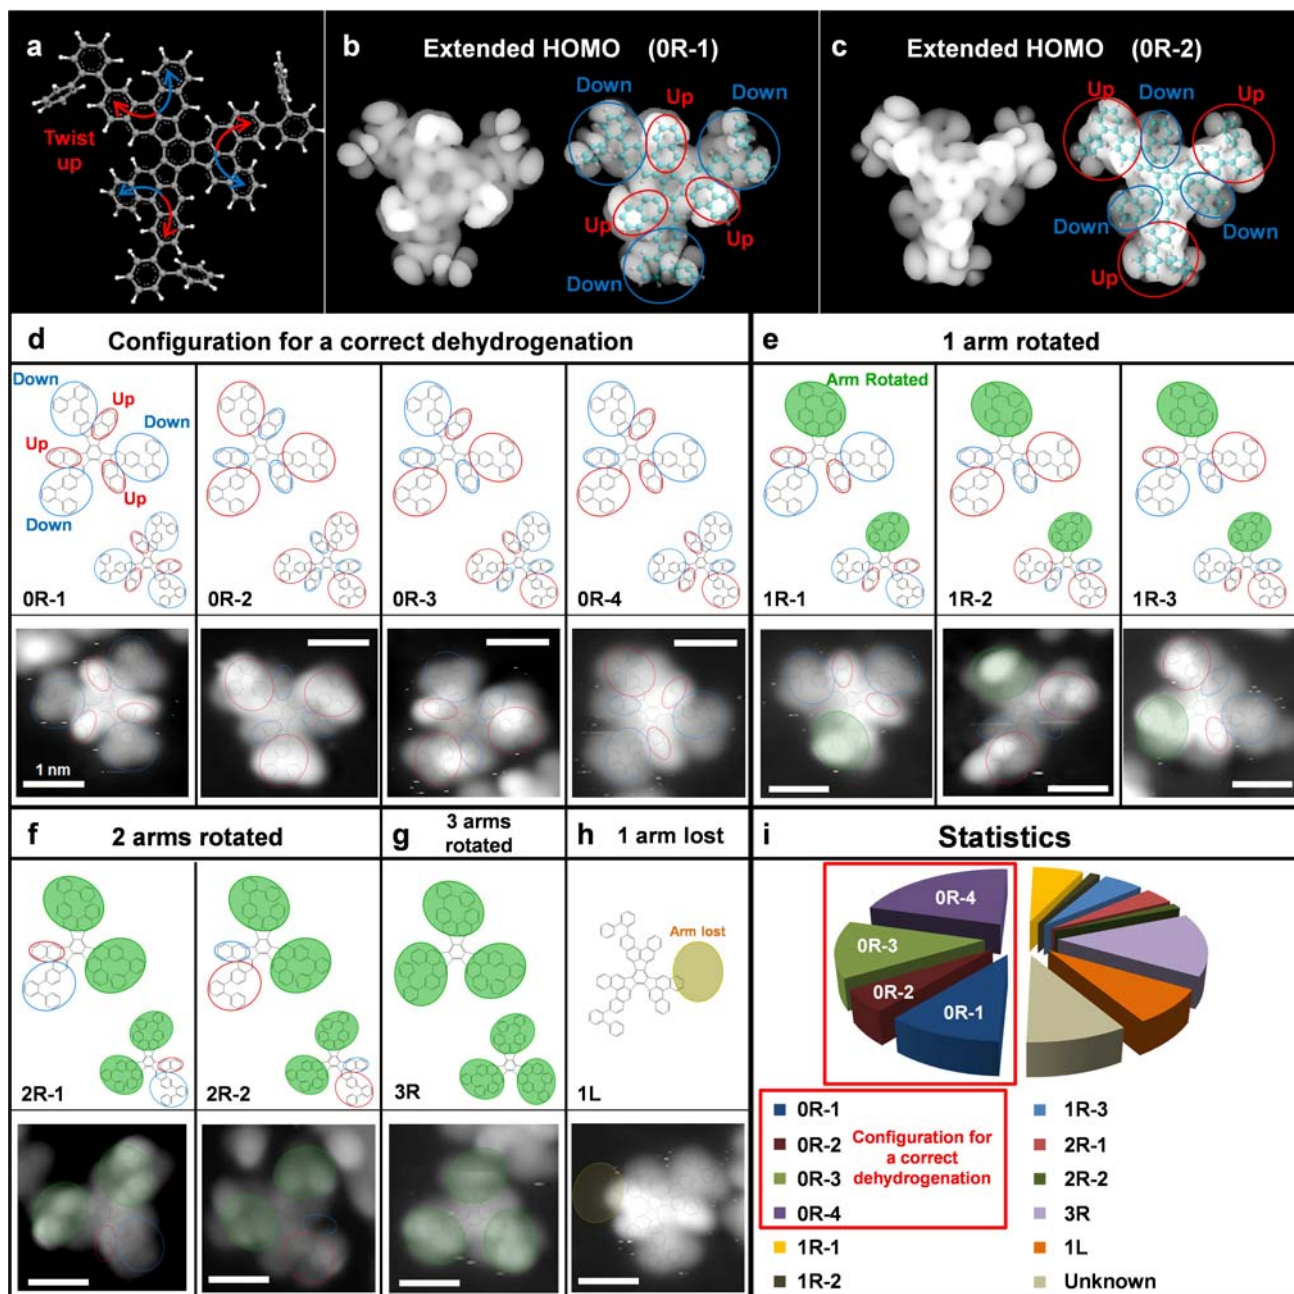 a
Twist
up
b
Extended HOMO (0R-1)
Down
Up
Down
Up
Up
Down
c
Extended HOMO (0R-2)
Up
Down
Up
Down
Down
Up
d
Configuration for a correct dehydrogenation
Down
Up
Down
Up
Up
Down
0R-1
0R-2
0R-3
0R-4
1 nm
e
1 arm rotated
Arm Rotated
1R-1
1R-2
1R-3
f
2 arms rotated
2R-1
2R-2
g
3 arms
rotated
3R
h
1 arm lost
Arm lost
1L
i
Statistics
0R-4
0R-3
0R-2
0R-1
0R-1
0R-2
0R-3
0R-4
1R-1
1R-2
Configuration for
a correct
dehydrogenation
1R-3
2R-1
2R-2
3R
1L
Unknown